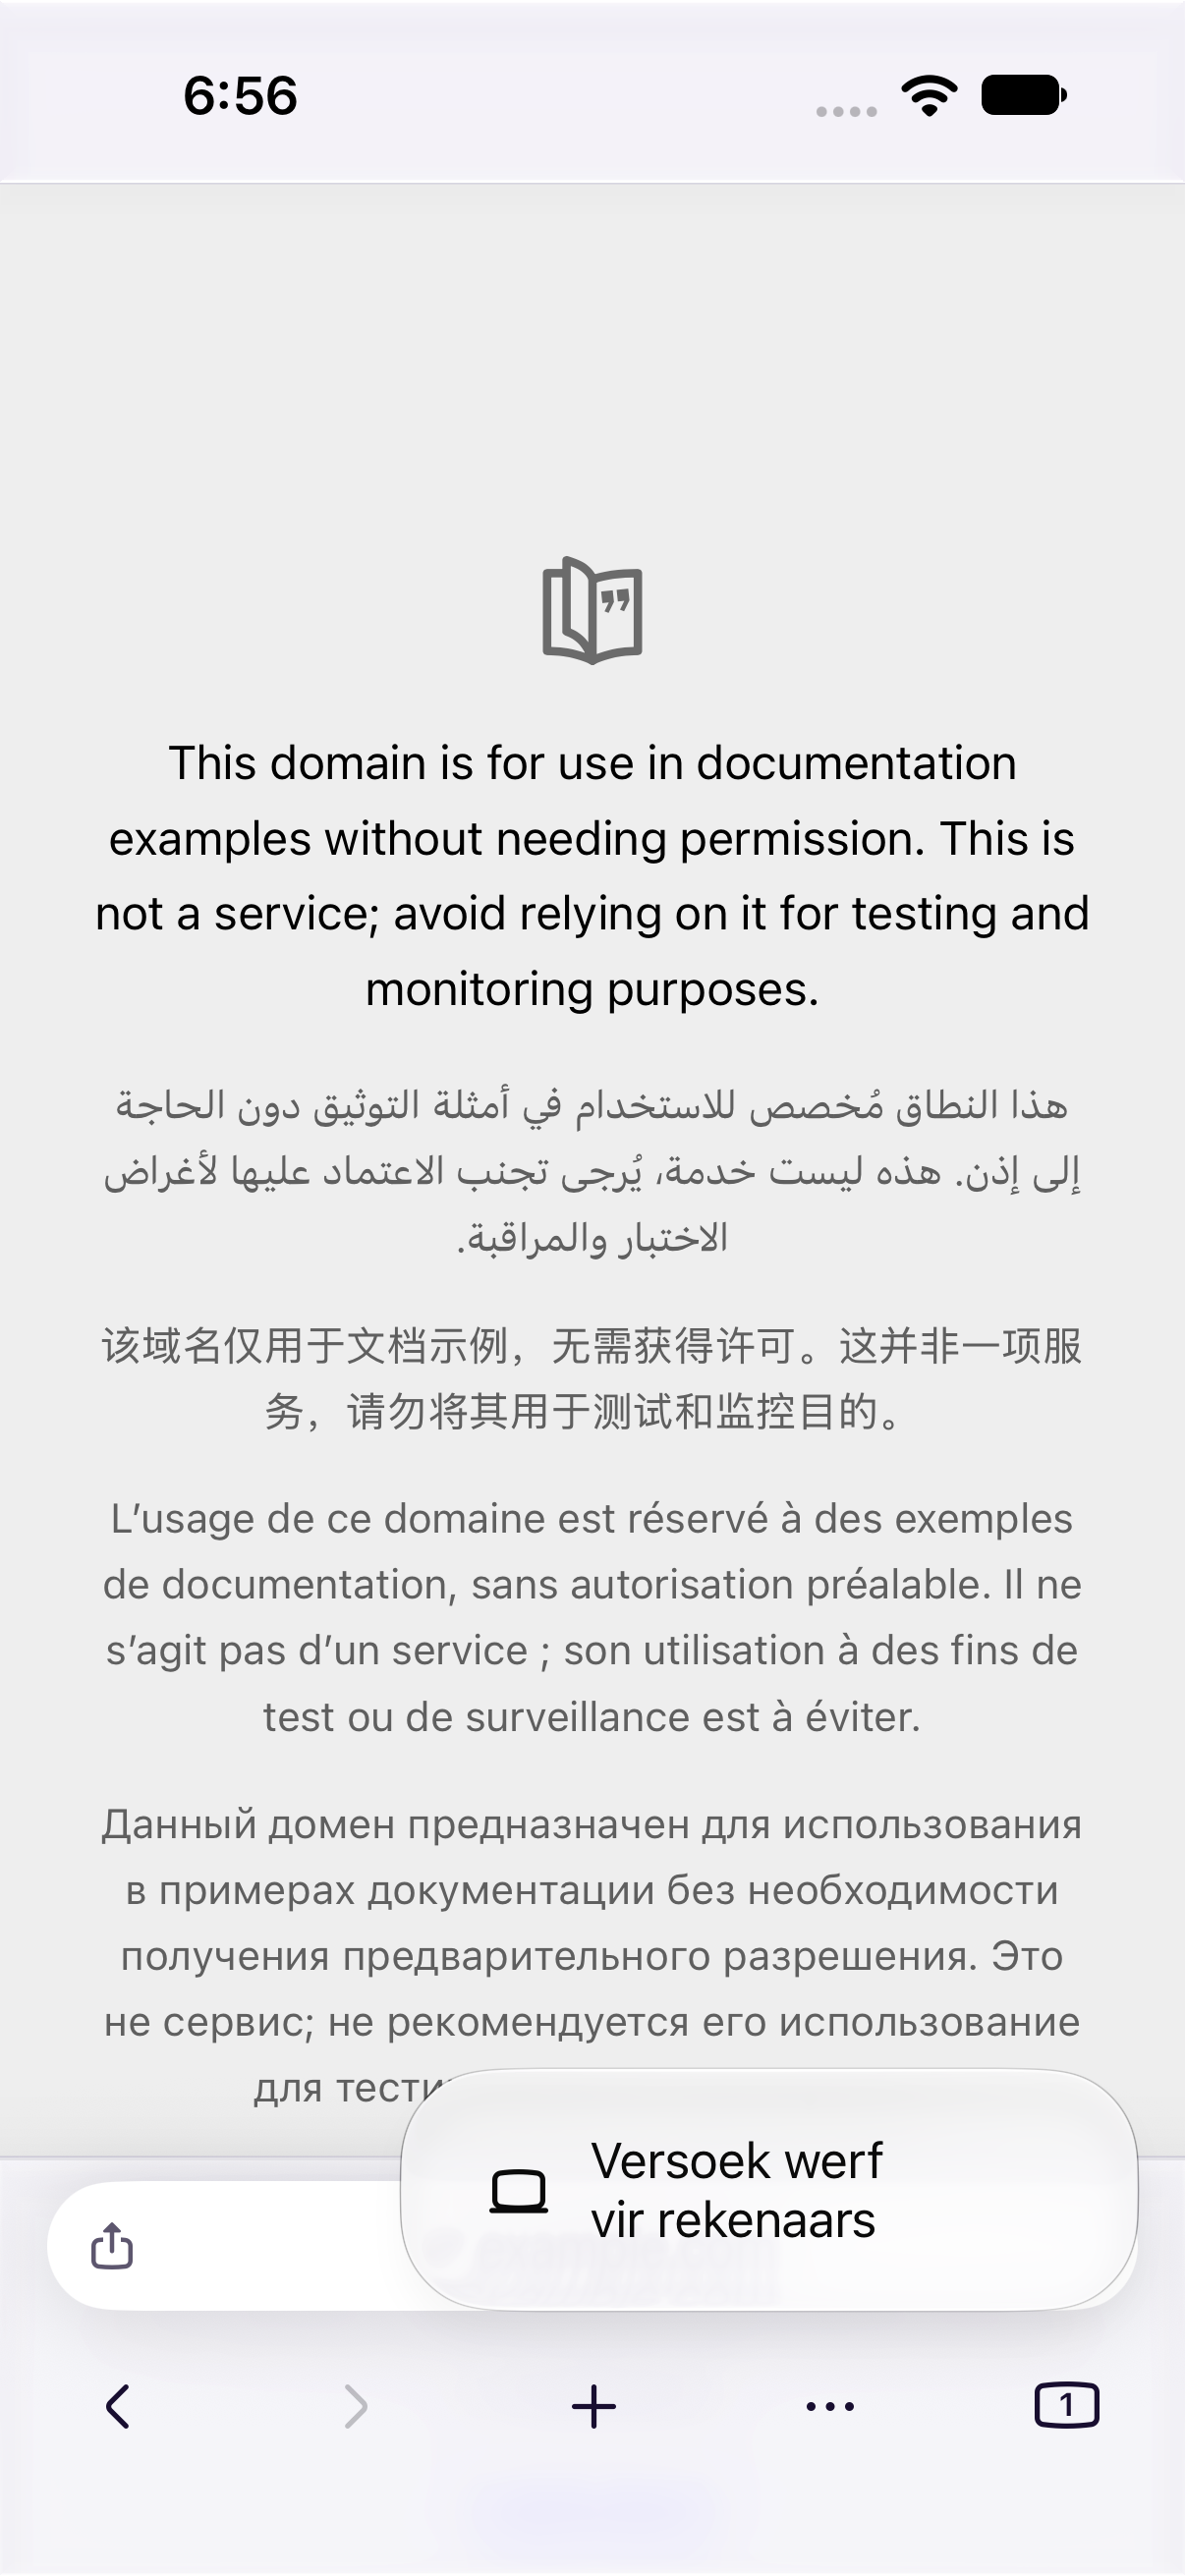 6:56
This domain is for use in documentation
examples without needing permission. This is
not a service; avoid relying on it for testing and
monitoring purposes.
هذا النطاق مُخصص للاستخدام في أمثلة التوثيق دون الحاجة
إلى إذن. هذه ليست خدمة، يُرجى تجنب الاعتماد عليها لأغراض
الاختبار والمراقبة.
该域名仅用于文档示例，无需获得许可。这并非一项服
务，请勿将其用于测试和监控目的。
L’usage de ce domaine est réservé à des exemples
de documentation, sans autorisation préalable. Il ne
s’agit pas d’un service ; son utilisation à des fins de
test ou de surveillance est à éviter.
Данный домен предназначен для использования
в примерах документации без необходимости
получения предварительного разрешения. Это
не сервис; не рекомендуется его использование
для
Versoek werf
vir rekenaars
1